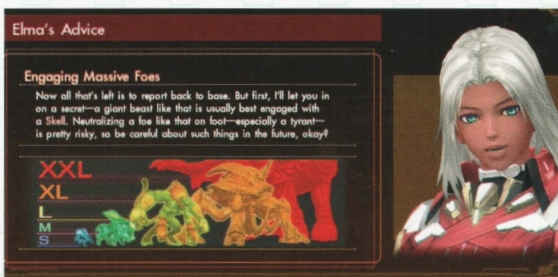 Elma's Advice
Engaging Massive Foes
Now all that's left is to report back to base. But first, I'll let you in
on a secret—a giant beast like that is usually best engaged with
a Skell. Neutralizing a foe like that on foot—especially a tyrant—
is pretty risky, so be careful about such things in the future, okay?
XXL
XL
L
M
S